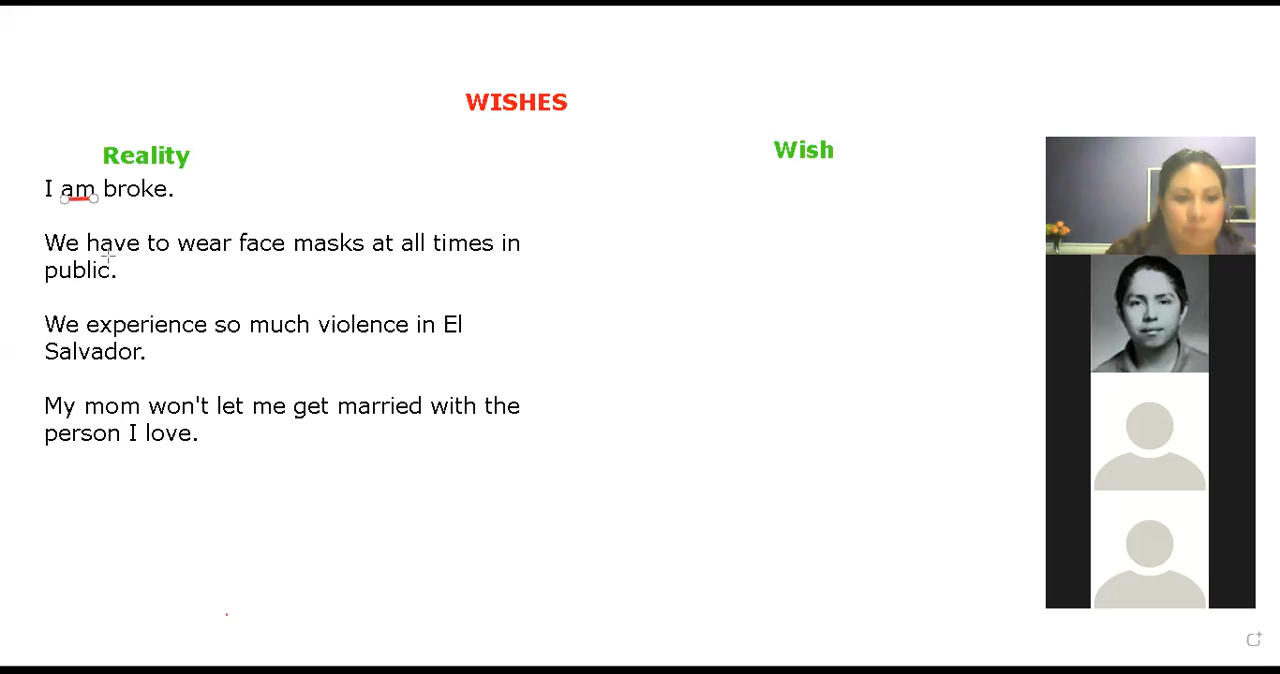 WISHES
Reality
Wish
I am broke.
We have to wear face masks at all times in
public.
We experience so much violence in El
Salvador.
My mom won't let me get married with the
person I love.